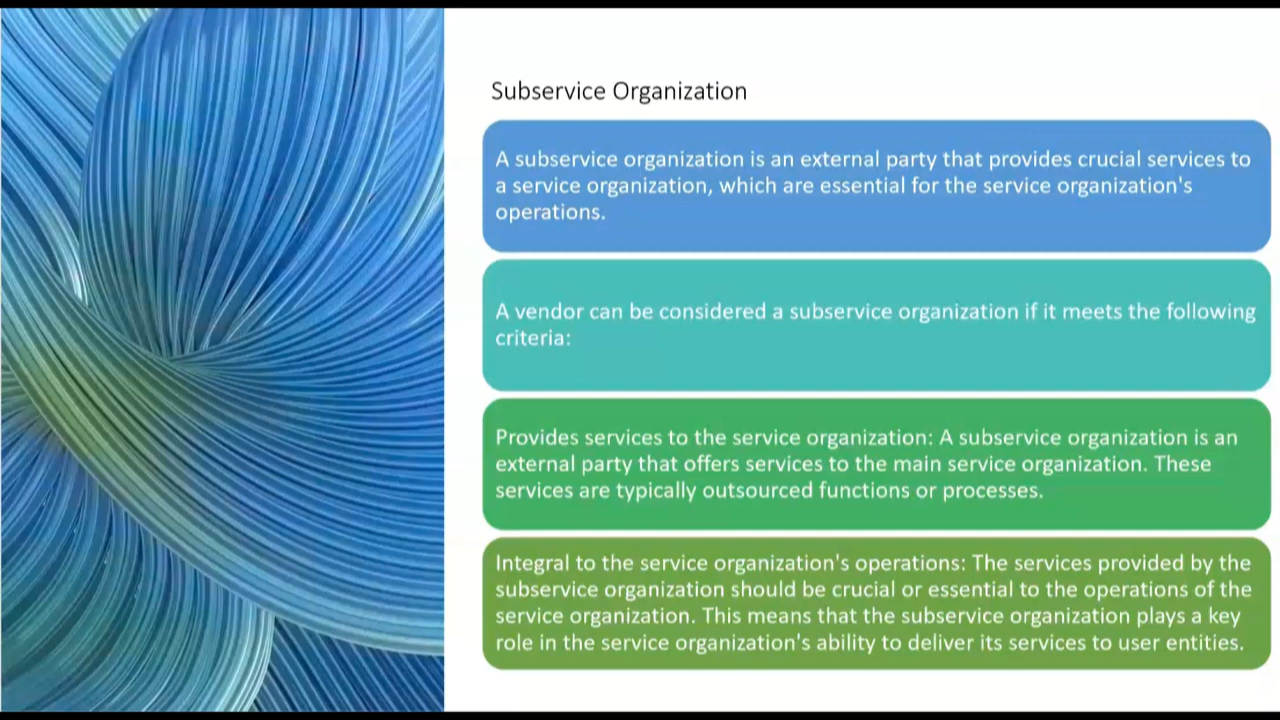 Subservice Organization
A subservice organization is an external party that provides crucial services to
a service organization, which are essential for the service organization's
operations.
A vendor can be considered a subservice organization if it meets the following
criteria:
Provides services to the service organization: A subservice organization is an
external party that offers services to the main service organization. These
services are typically outsourced functions or processes.
Integral to the service organization's operations: The services provided by the
subservice organization should be crucial or essential to the operations of the
service organization. This means that the subservice organization plays a key
role in the service organization's ability to deliver its services to user entities.